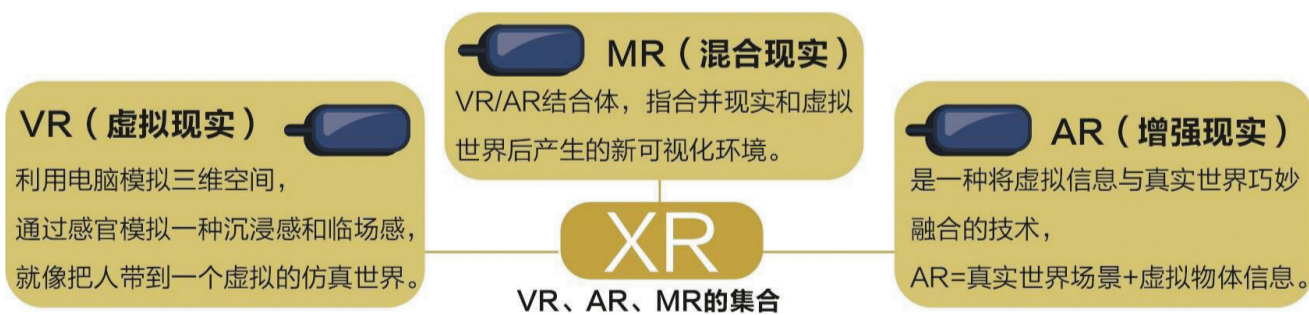 VR（虚拟现实）
利用电脑模拟三维空间，
通过感官模拟一种沉浸感和临场感，
就像把人带到一个虚拟的仿真世界。
MR（混合现实）
VR/AR结合体，指合并现实和虚拟
世界后产生的新可视化环境。
AR（增强现实）
是一种将虚拟信息与真实世界巧妙
融合的技术，
AR=真实世界场景+虚拟物体信息。
XR
VR、AR、MR的集合